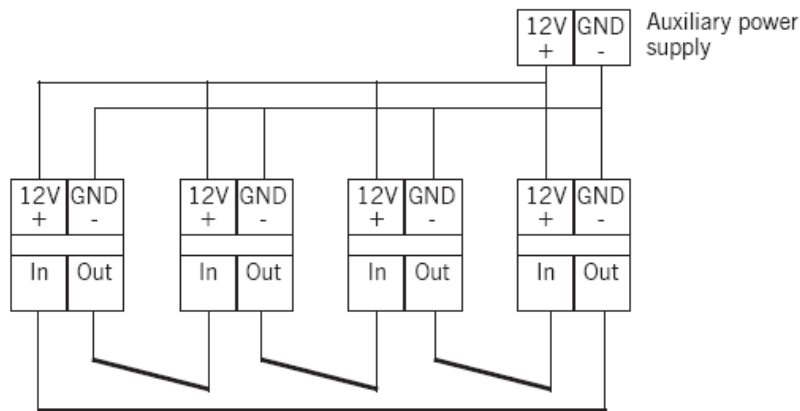 12V GND Auxiliary power
+ - supply
12V GND 12V GND 12V GND 12V GND
+ - + - + - + -
In Out In Out In Out In Out